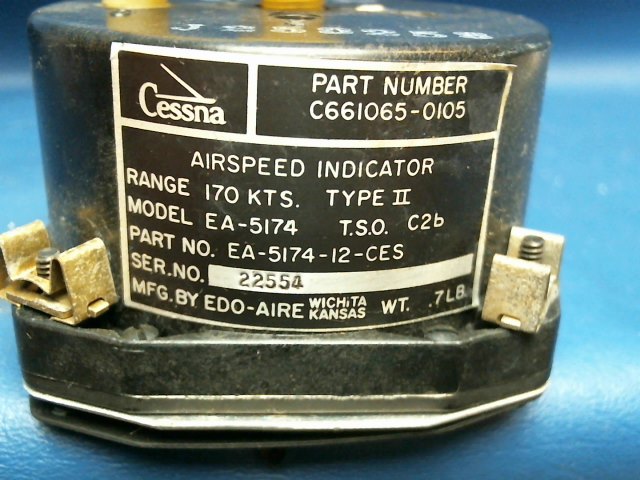 Cessna
PART NUMBER
C661065-0105
AIRSPEED INDICATOR
RANGE 170 KTS. TYPE II
MODEL EA-5174 T.S.O. C2b
PART NO. EA-5174-12-CES
SER.NO. 22554
MFG.BY EDO-AIRE WICHITA KANSAS WT. .7LB.